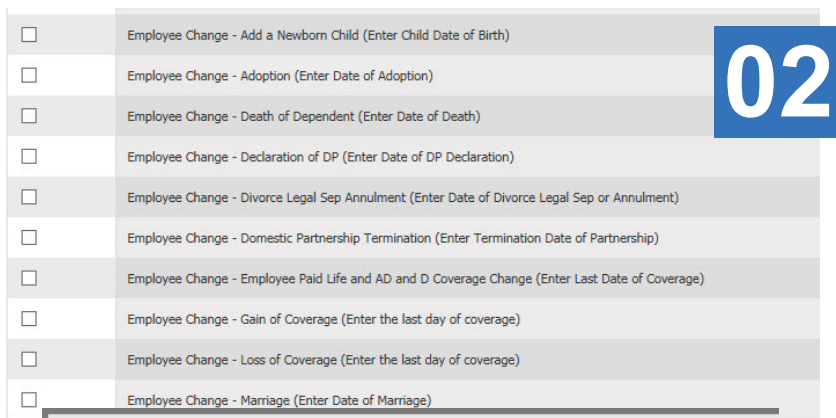 Employee Change - Add a Newborn Child (Enter Child Date of Birth)
02
Employee Change - Adoption (Enter Date of Adoption)
Employee Change - Death of Dependent (Enter Date of Death)
Employee Change - Declaration of DP (Enter Date of DP Declaration)
Employee Change - Divorce Legal Sep Annulment (Enter Date of Divorce Legal Sep or Annulment)
Employee Change - Domestic Partnership Termination (Enter Termination Date of Partnership)
Employee Change - Employee Paid Life and AD and D Coverage Change (Enter Last Date of Coverage)
Employee Change - Gain of Coverage (Enter the last day of coverage)
Employee Change - Loss of Coverage (Enter the last day of coverage)
Employee Change - Marriage (Enter Date of Marriage)